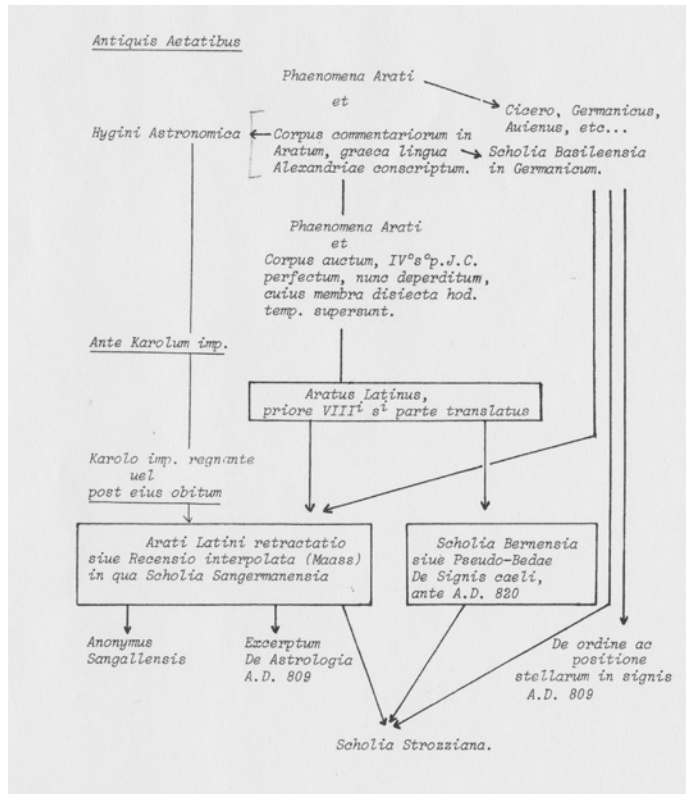 Antiquis Aetatibus
Phaenomena Arati
et
Cicero, Germanicus,
Auienus, etc...
Hygini Astronomica
Corpus commentariorum in
Aratum, graeca lingua
Alexandriae conscriptum.
Scholia Basileensia
in Germanicum.
Phaenomena Arati
et
Corpus auctum, IV°s°p.J.C.
perfectum, nunc deperditum,
cuius membra disiecta hod.
temp. supersunt.
Ante Karolum imp.
Aratus Latinus,
priore VIIIi si parte translatus
Karolo imp. regnante
uel
post eius obitum
Arati Latini retractatio
siue Recensio interpolata (Maass)
in qua Scholia Sangermanensia
Scholia Bernensia
siue Pseudo-Bedae
De Signis caeli,
ante A.D. 820
Anonymus
Sangallensis
Excerptum
De Astrologia
A.D. 809
De ordine ac
positione
stellarum in signis
A.D. 809
Scholia Strozziana.